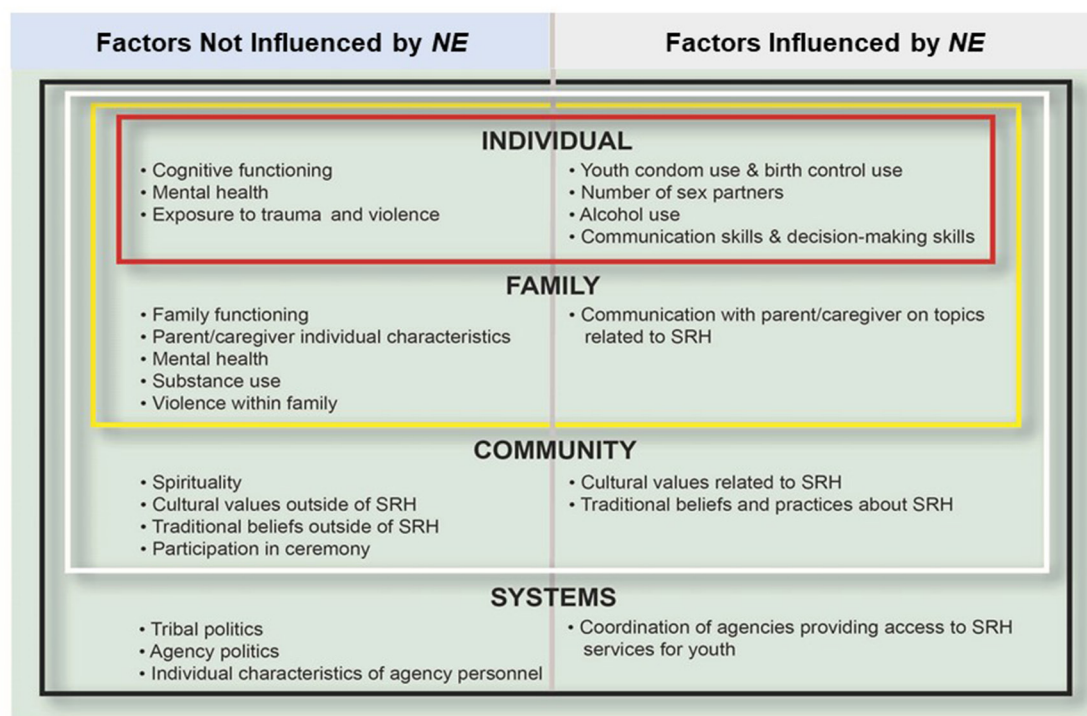 Factors Not Influenced by NE
Factors Influenced by NE
INDIVIDUAL
• Cognitive functioning
• Mental health
• Exposure to trauma and violence
• Youth condom use & birth control use
• Number of sex partners
• Alcohol use
• Communication skills & decision-making skills
FAMILY
• Family functioning
• Parent/caregiver individual characteristics
• Mental health
• Substance use
• Violence within family
• Communication with parent/caregiver on topics
related to SRH
COMMUNITY
• Spirituality
• Cultural values outside of SRH
• Traditional beliefs outside of SRH
• Participation in ceremony
• Cultural values related to SRH
• Traditional beliefs and practices about SRH
SYSTEMS
• Tribal politics
• Agency politics
• Individual characteristics of agency personnel
• Coordination of agencies providing access to SRH
services for youth